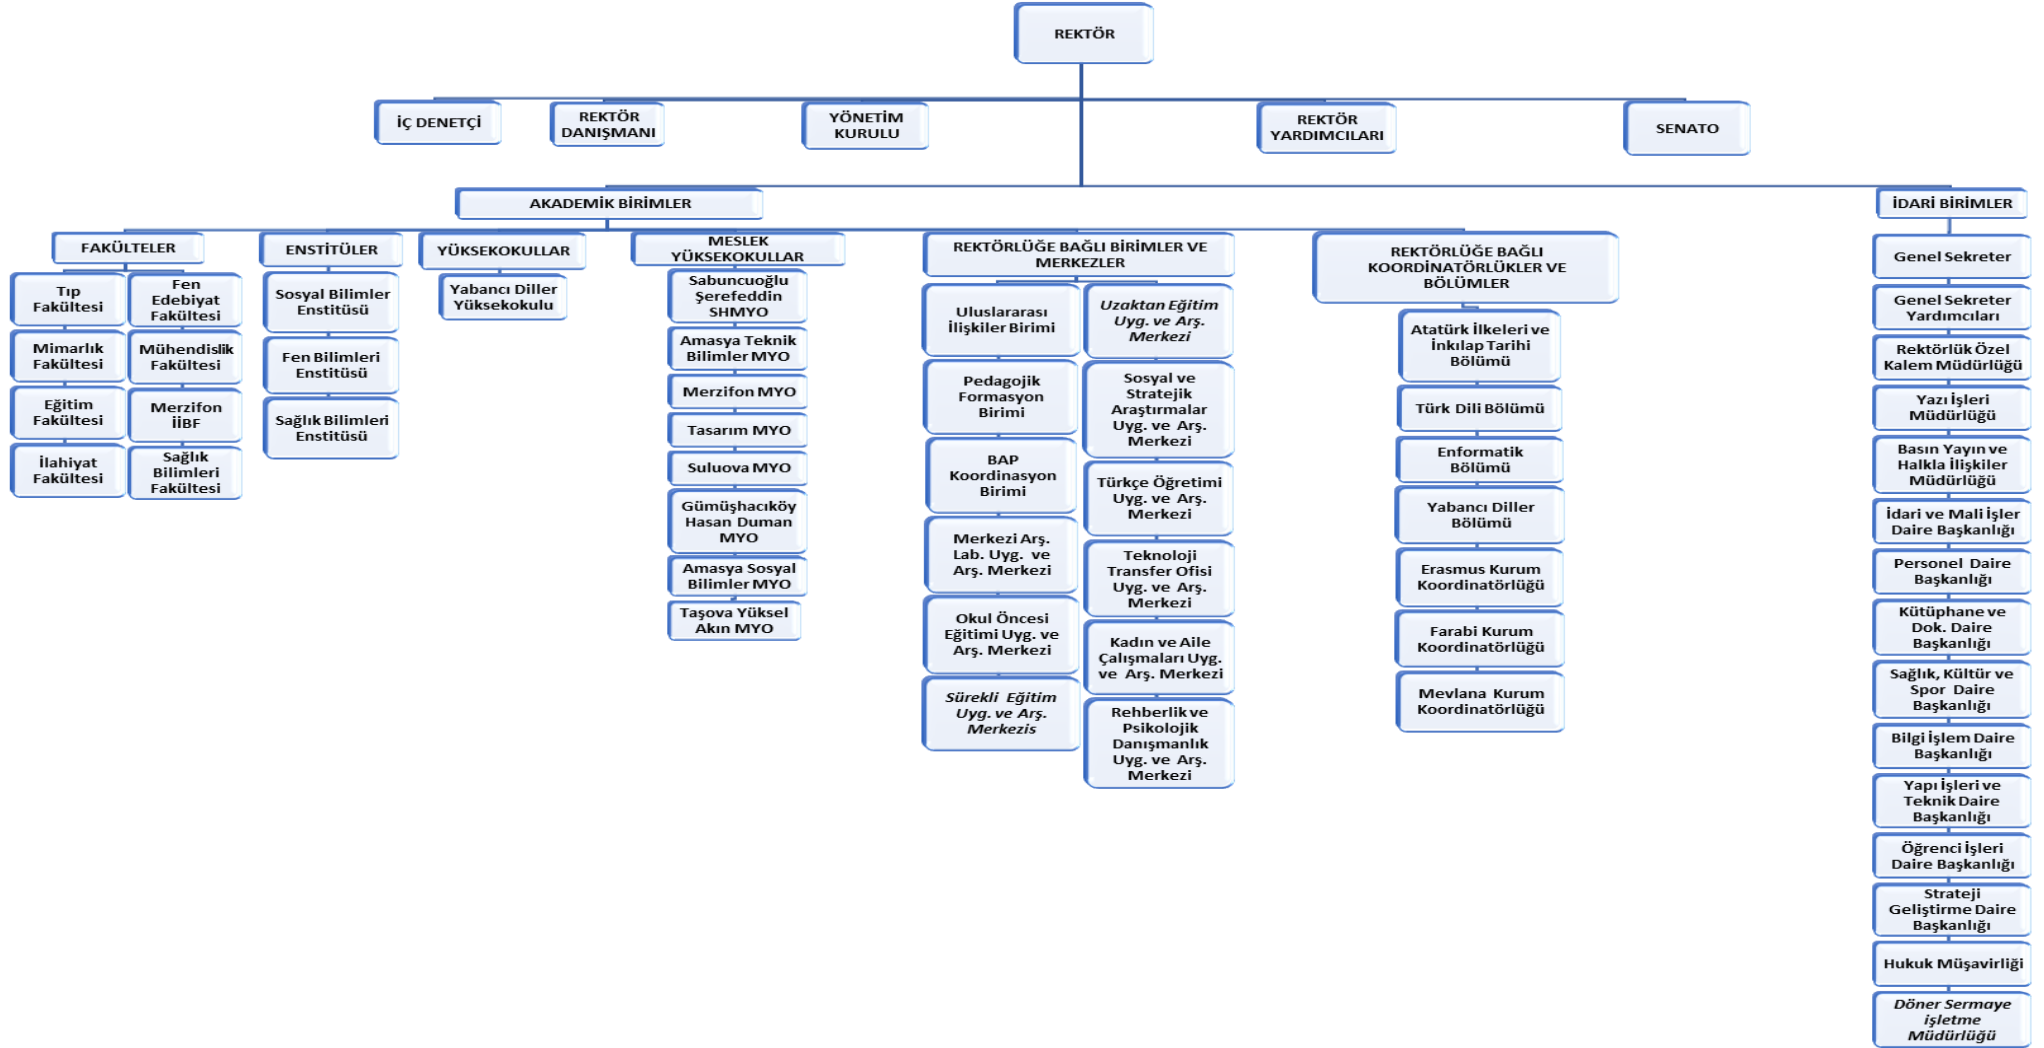 REKTÖR
İÇ DENETÇİ
REKTÖR
DANIŞMANI
YÖNETİM
KURULU
REKTÖR
YARDIMCILARI
SENATO
AKADEMİK BİRİMLER
İDARİ BİRİMLER
FAKÜLTELER
Tıp
Fakültesi
Mimarlık
Fakültesi
Eğitim
Fakültesi
İlahiyat
Fakültesi
Fen
Edebiyat
Fakültesi
Mühendislik
Fakültesi
Merzifon
İİBF
Sağlık
Bilimleri
Fakültesi
ENSTİTÜLER
Sosyal Bilimler
Enstitüsü
Fen Bilimleri
Enstitüsü
Sağlık Bilimleri
Enstitüsü
YÜKSEKOKULLAR
Yabancı Diller
Yüksekokulu
MESLEK
YÜKSEKOKULLAR
Sabuncuoğlu
Şerefeddin
SHMYO
Amasya Teknik
Bilimler MYO
Merzifon MYO
Tasarım MYO
Suluova MYO
Gümüşhacıköy
Hasan Duman
MYO
Amasya Sosyal
Bilimler MYO
Taşova Yüksel
Akın MYO
REKTÖRLÜĞE BAĞLI BİRİMLER VE
MERKEZLER
Uluslararası
İlişkiler Birimi
Pedagojik
Formasyon
Birimi
BAP
Koordinasyon
Birimi
Merkezi Arş.
Lab. Uyg. ve
Arş. Merkezi
Okul Öncesi
Eğitimi Uyg. ve
Arş. Merkezi
Sürekli Eğitim
Uyg. ve Arş.
Merkezis
Uzaktan Eğitim
Uyg. ve Arş.
Merkezi
Sosyal ve
Stratejik
Araştırmalar
Uyg. ve Arş.
Merkezi
Türkçe Öğretimi
Uyg. ve Arş.
Merkezi
Teknoloji
Transfer Ofisi
Uyg. ve Arş.
Merkezi
Kadın ve Aile
Çalışmaları Uyg.
ve Arş. Merkezi
Rehberlik ve
Psikolojik
Danışmanlık
Uyg. ve Arş.
Merkezi
REKTÖRLÜĞE BAĞLI
KOORDİNATÖRLÜKLER VE
BÖLÜMLER
Atatürk İlkeleri ve
İnkılap Tarihi
Bölümü
Türk Dili Bölümü
Enformatik
Bölümü
Yabancı Diller
Bölümü
Erasmus Kurum
Koordinatörlüğü
Farabi Kurum
Koordinatörlüğü
Mevlana Kurum
Koordinatörlüğü
Genel Sekreter
Genel Sekreter
Yardımcıları
Rektörlük Özel
Kalem Müdürlüğü
Yazı İşleri
Müdürlüğü
Basın Yayın ve
Halkla İlişkiler
Müdürlüğü
İdari ve Mali İşler
Daire Başkanlığı
Personel Daire
Başkanlığı
Kütüphane ve
Dok. Daire
Başkanlığı
Sağlık, Kültür ve
Spor Daire
Başkanlığı
Bilgi İşlem Daire
Başkanlığı
Yapı İşleri ve
Teknik Daire
Başkanlığı
Öğrenci İşleri
Daire Başkanlığı
Strateji
Geliştirme Daire
Başkanlığı
Hukuk Müşavirliği
Döner Sermaye
işletme
Müdürlüğü